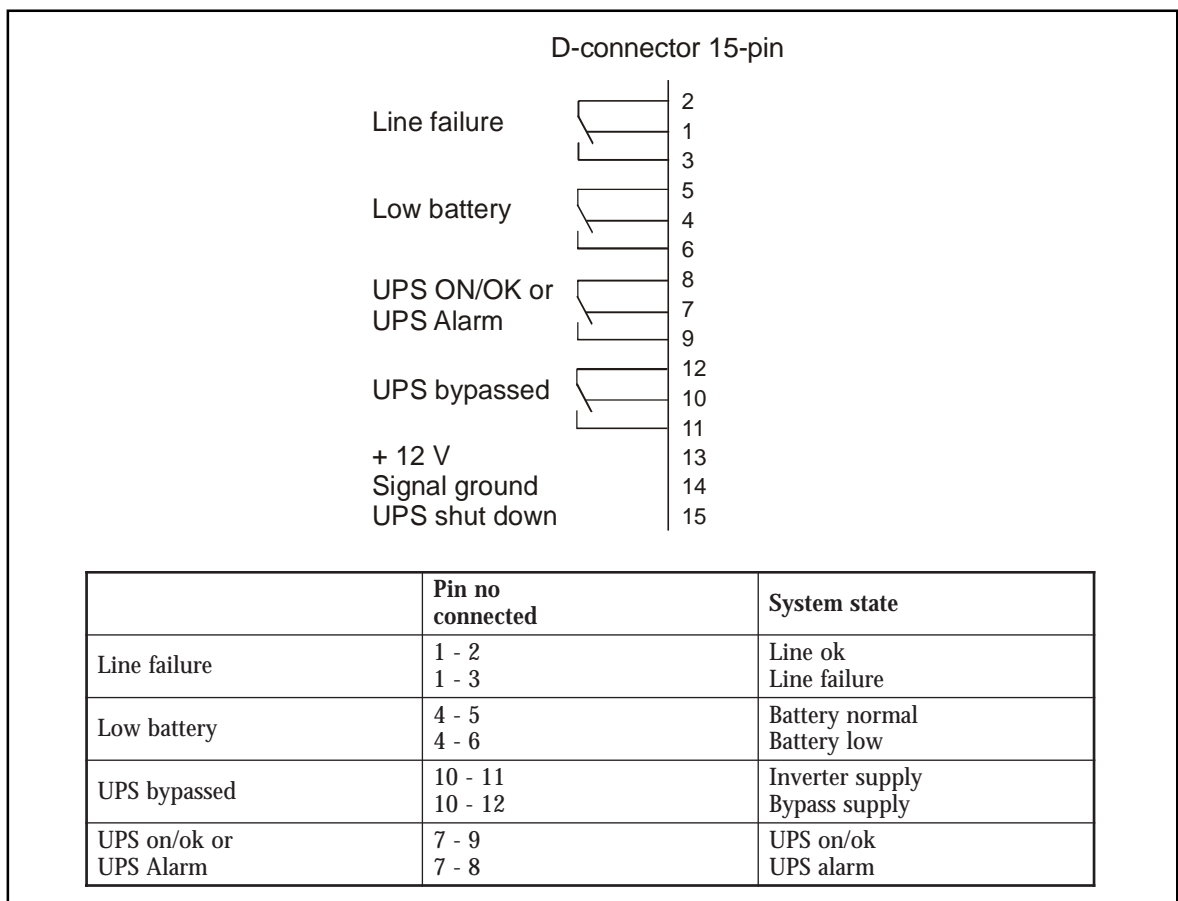 D-connector 15-pin
Line failure
2
1
3
Low battery
5
4
6
UPS ON/OK or
UPS Alarm
8
7
9
UPS bypassed
12
10
11
+ 12 V 13
Signal ground 14
UPS shut down 15
Pin no
connected
System state
Line failure
1 - 2 Line ok
1 - 3 Line failure
Low battery
4 - 5 Battery normal
4 - 6 Battery low
UPS bypassed
10 - 11 Inverter supply
10 - 12 Bypass supply
UPS on/ok or 7 - 9 UPS on/ok
UPS Alarm 7 - 8 UPS alarm